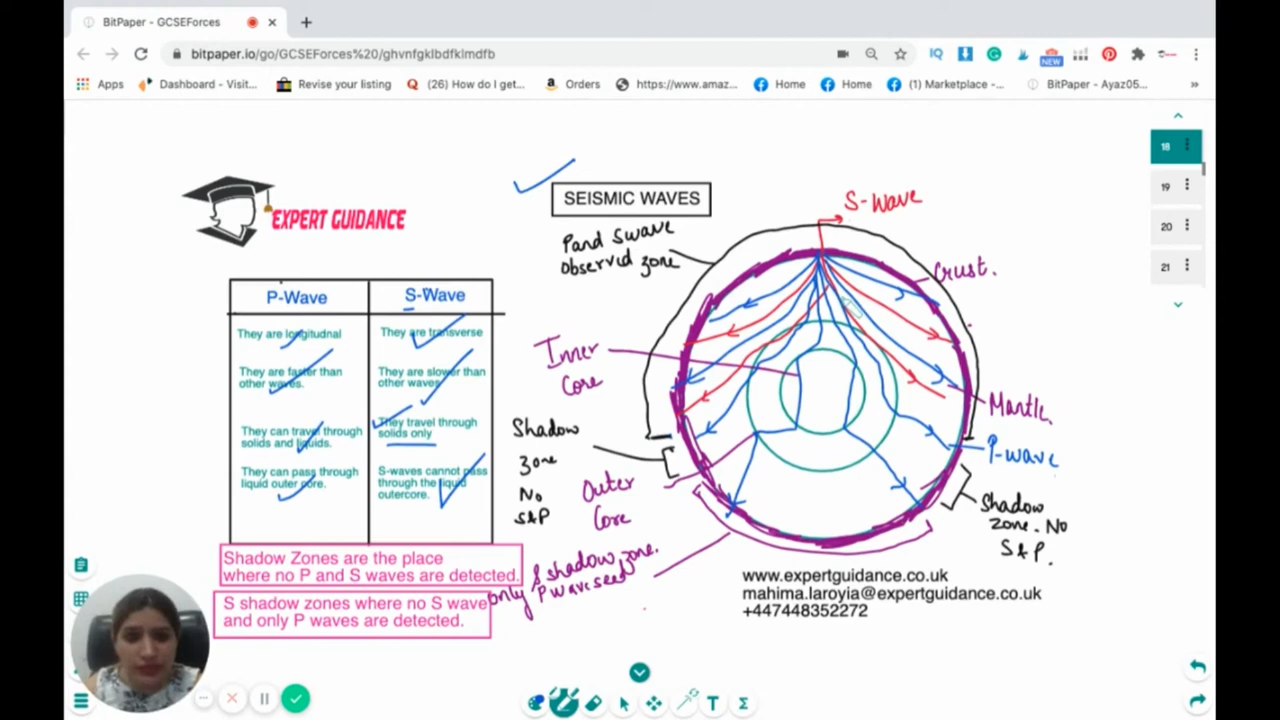 BitPaper - GCSEForces
bitpaper.io/go/GCSEForces%20/ghvnfgklbdfklmdfb
IQ
NEW
Apps
Dashboard - Visit...
Revise your listing
(26) How do I get...
Orders
https://www.amaz...
Home
Home
(1) Marketplace -...
BitPaper - Ayaz05...
»
18
19
20
21
EXPERT GUIDANCE
SEISMIC WAVES
P and S wave
Observed zone
S-Wave
Crust.
Inner
Core
Mantle
P-wave
Shadow
zone
No
S&P
Outer
Core
Shadow
zone. No
S&P.
S shadow zone.
only P wave seen
P-Wave
S-Wave
They are longitudnal
They are transverse
They are faster than
other waves.
They are slower than
other waves
They can travel through
solids and liquids.
They travel through
solids only
They can pass through
liquid outer core.
S-waves cannot pass
through the liquid
outercore.
Shadow Zones are the place
where no P and S waves are detected.
S shadow zones where no S wave
and only P waves are detected.
www.expertguidance.co.uk
mahima.laroyia@expertguidance.co.uk
+447448352272
T
Σ